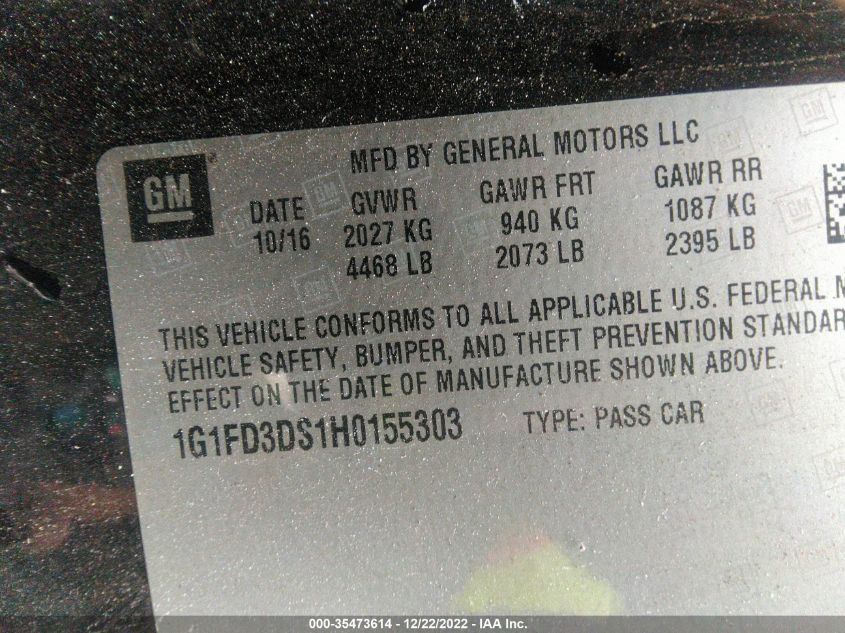 GM
MFD BY GENERAL MOTORS LLC
DATE GVWR GAWR FRT GAWR RR
10/16 2027 KG 940 KG 1087 KG
4468 LB 2073 LB 2395 LB
THIS VEHICLE CONFORMS TO ALL APPLICABLE U.S. FEDERAL M
VEHICLE SAFETY, BUMPER, AND THEFT PREVENTION STANDAR
EFFECT ON THE DATE OF MANUFACTURE SHOWN ABOVE.
1G1FD3DS1H0155303 TYPE: PASS CAR
000-35473614 - 12/22/2022 - IAA Inc.